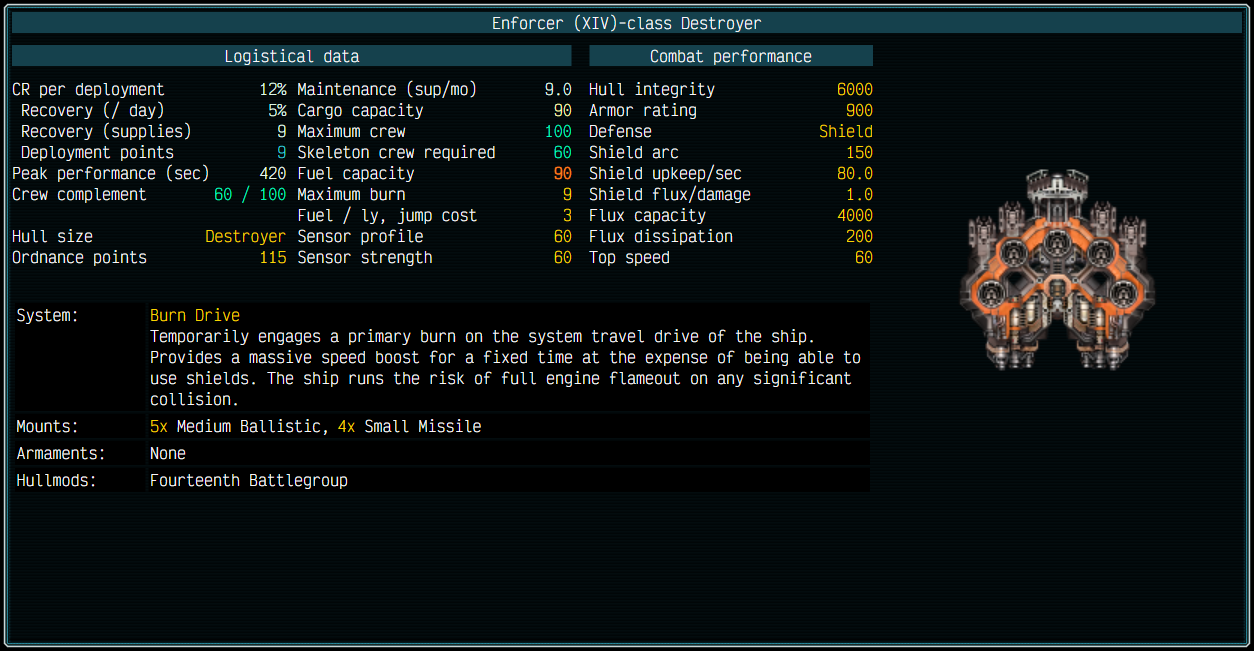 Enforcer (XIV)-class Destroyer
Logistical data
CR per deployment 12% Maintenance (sup/mo) 9.0
Recovery (/ day) 5% Cargo capacity 90
Recovery (supplies) 9 Maximum crew 100
Deployment points 9 Skeleton crew required 60
Peak performance (sec) 420 Fuel capacity 90
Crew complement 60 / 100 Maximum burn 9
Fuel / ly, jump cost 3
Hull size Destroyer Sensor profile 60
Ordnance points 115 Sensor strength 60
Combat performance
Hull integrity 6000
Armor rating 900
Defense Shield
Shield arc 150
Shield upkeep/sec 80.0
Shield flux/damage 1.0
Flux capacity 4000
Flux dissipation 200
Top speed 60
System: Burn Drive
Temporarily engages a primary burn on the system travel drive of the ship.
Provides a massive speed boost for a fixed time at the expense of being able to
use shields. The ship runs the risk of full engine flameout on any significant
collision.
Mounts: 5x Medium Ballistic, 4x Small Missile
Armaments: None
Hullmods: Fourteenth Battlegroup